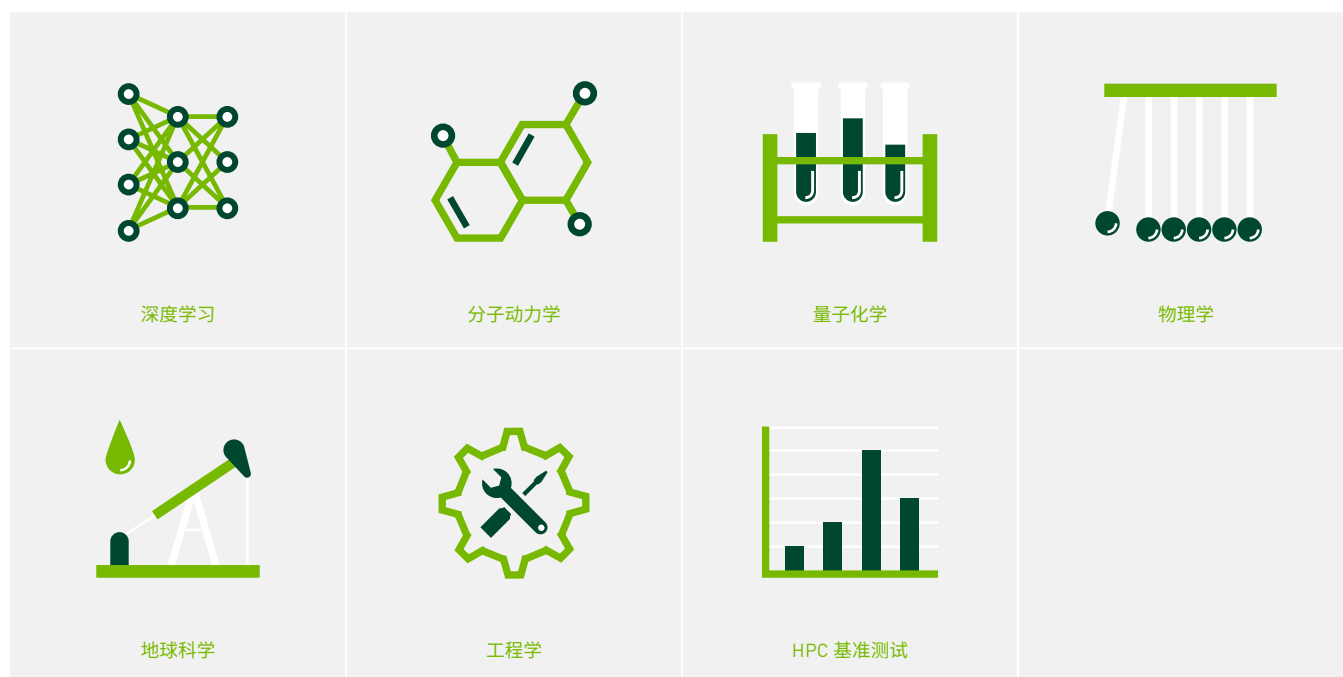 深度学习
分子动力学
量子化学
物理学
地球科学
工程学
HPC 基准测试